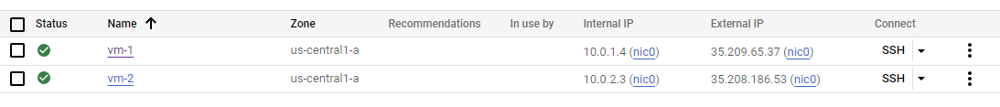 Status Name Zone Recommendations In use by Internal IP External IP Connect
vm-1 us-central1-a 10.0.1.4 (nic0) 35.209.65.37 (nic0) SSH
vm-2 us-central1-a 10.0.2.3 (nic0) 35.208.186.53 (nic0) SSH